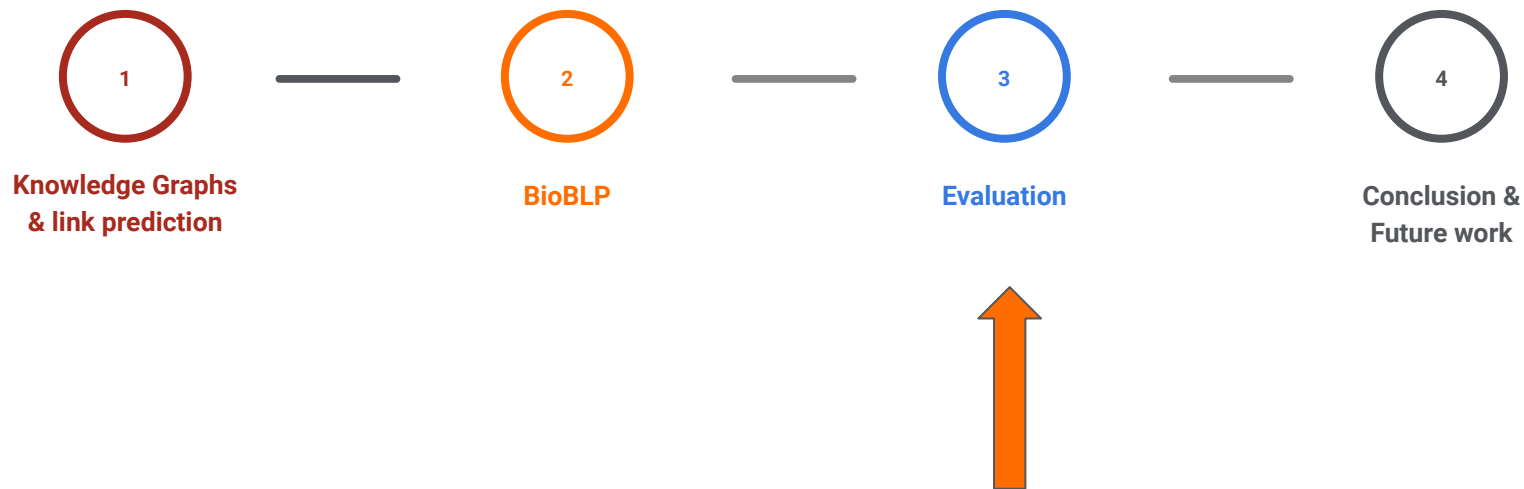 1
2
3
4
Knowledge Graphs
& link prediction
BioBLP
Evaluation
Conclusion &
Future work